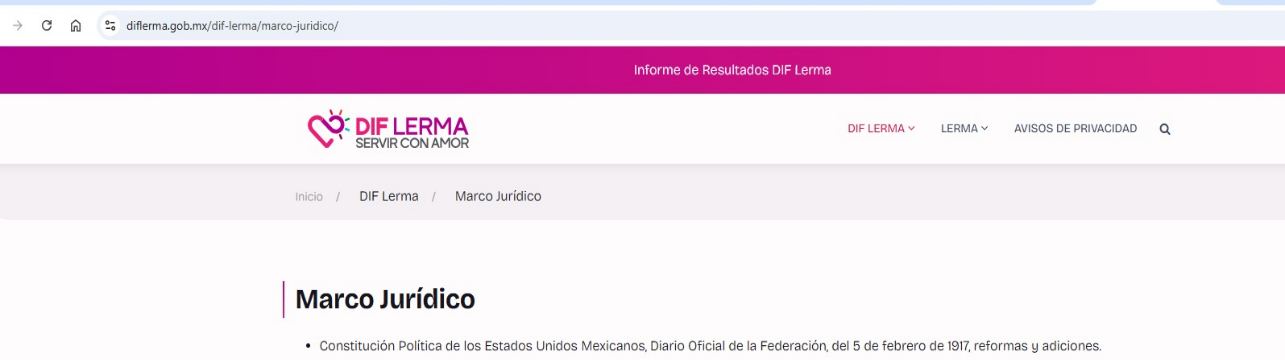 diflerma.gob.mx/dif-lerma/marco-juridico/
Informe de Resultados DIF Lerma
DIF LERMA
SERVIR CON AMOR
DIF LERMA LERMA AVISOS DE PRIVACIDAD
Inicio / DIF Lerma / Marco Jurídico
Marco Jurídico
• Constitución Política de los Estados Unidos Mexicanos, Diario Oficial de la Federación, del 5 de febrero de 1917, reformas y adiciones.